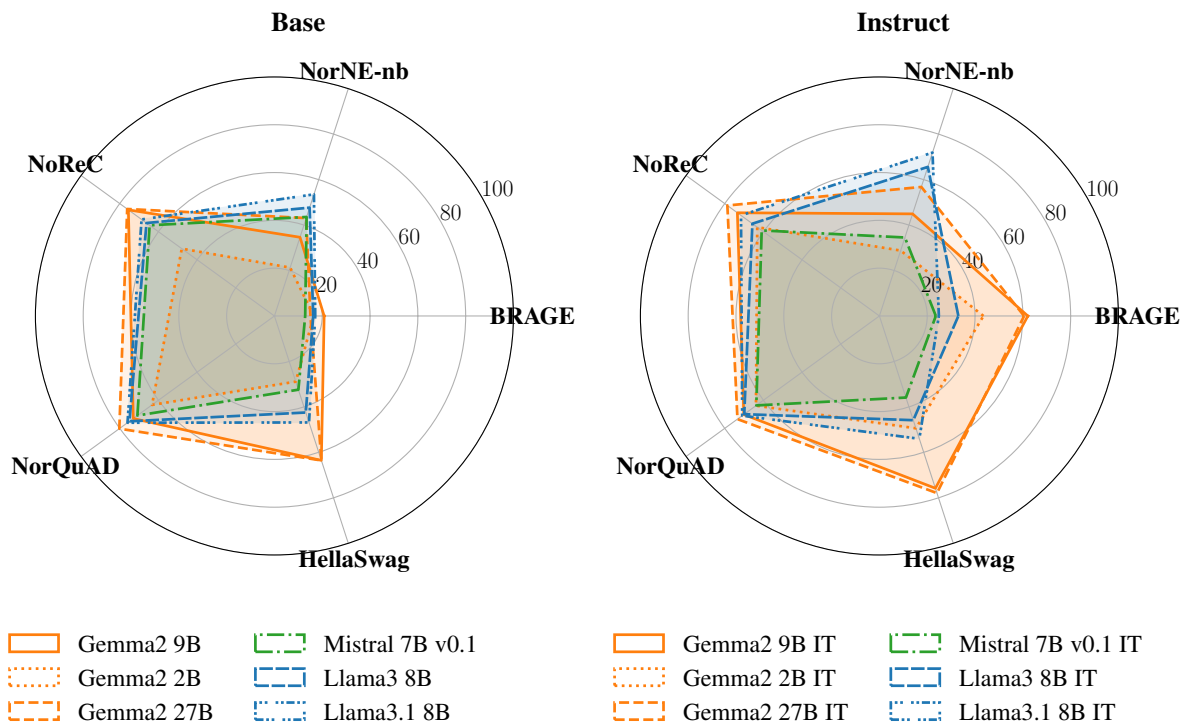 Base
NorNE-nb
NoReC
100
80
60
40
20
BRAGE
NorQuAD
HellaSwag
Gemma2 9B
Gemma2 2B
Gemma2 27B
Mistral 7B v0.1
Llama3 8B
Llama3.1 8B
Instruct
NorNE-nb
NoReC
100
80
60
40
20
BRAGE
NorQuAD
HellaSwag
Gemma2 9B IT
Gemma2 2B IT
Gemma2 27B IT
Mistral 7B v0.1 IT
Llama3 8B IT
Llama3.1 8B IT